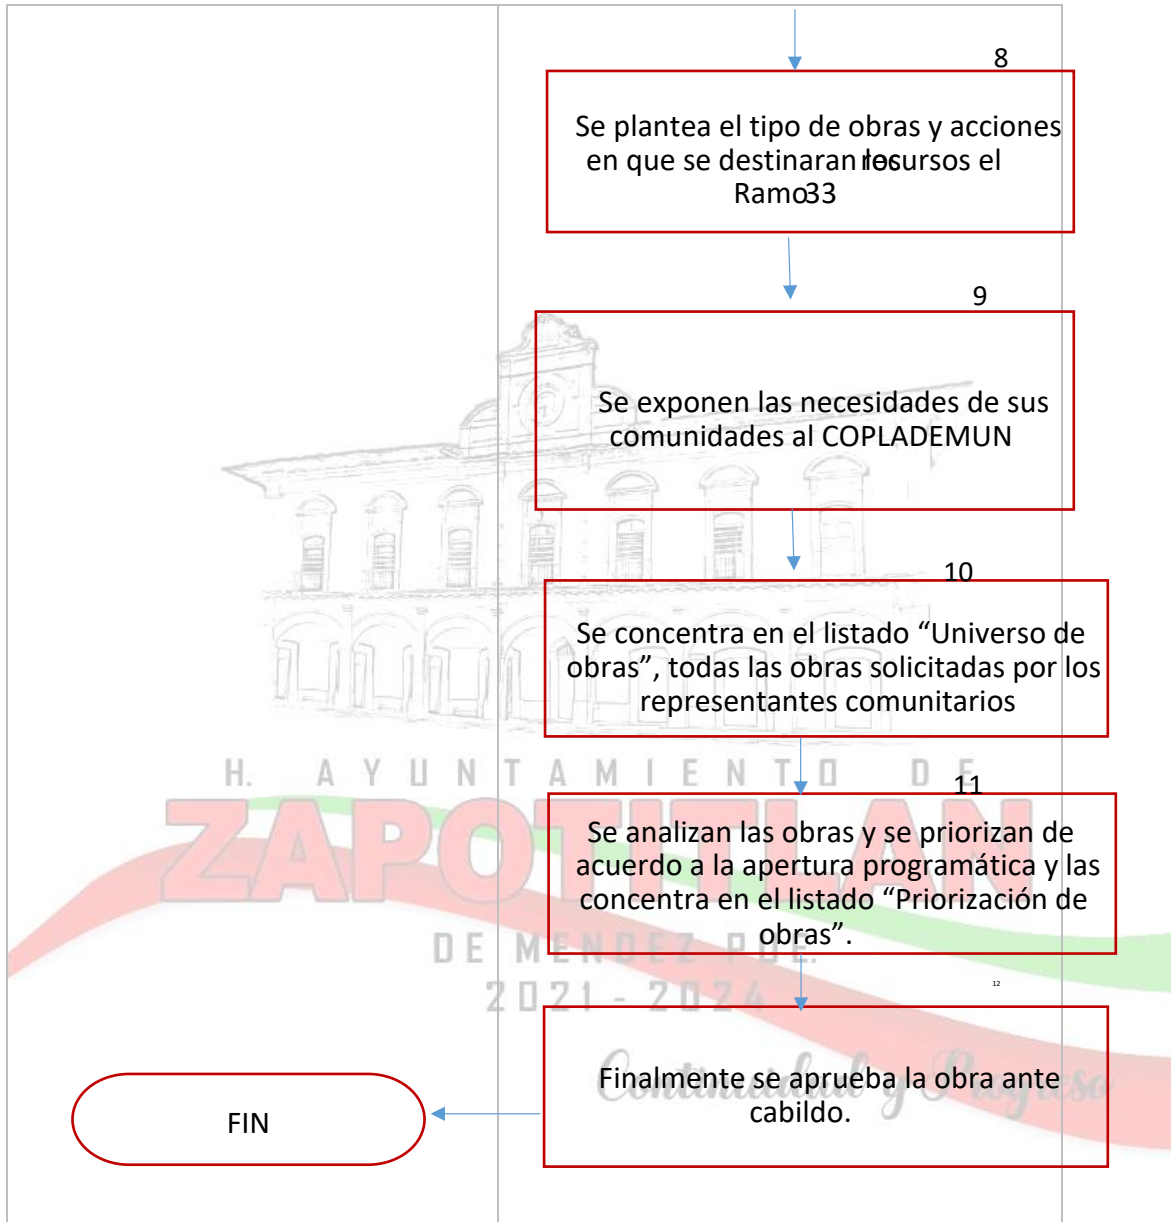 8
Se plantea el tipo de obras y acciones
en que se destinaran los recursos el
Ramo33
9
Se exponen las necesidades de sus
comunidades al COPLADEMUN
10
Se concentra en el listado “Universo de
obras”, todas las obras solicitadas por los
representantes comunitarios
H. AYUNTAMIENTO DE
ZAPOTITLAN
DE MENDEZ PUE.
2021 - 2024
Continuidad y Progreso
11
Se analizan las obras y se priorizan de
acuerdo a la apertura programática y las
concentra en el listado “Priorización de
obras”.
12
Finalmente se aprueba la obra ante
cabildo.
FIN